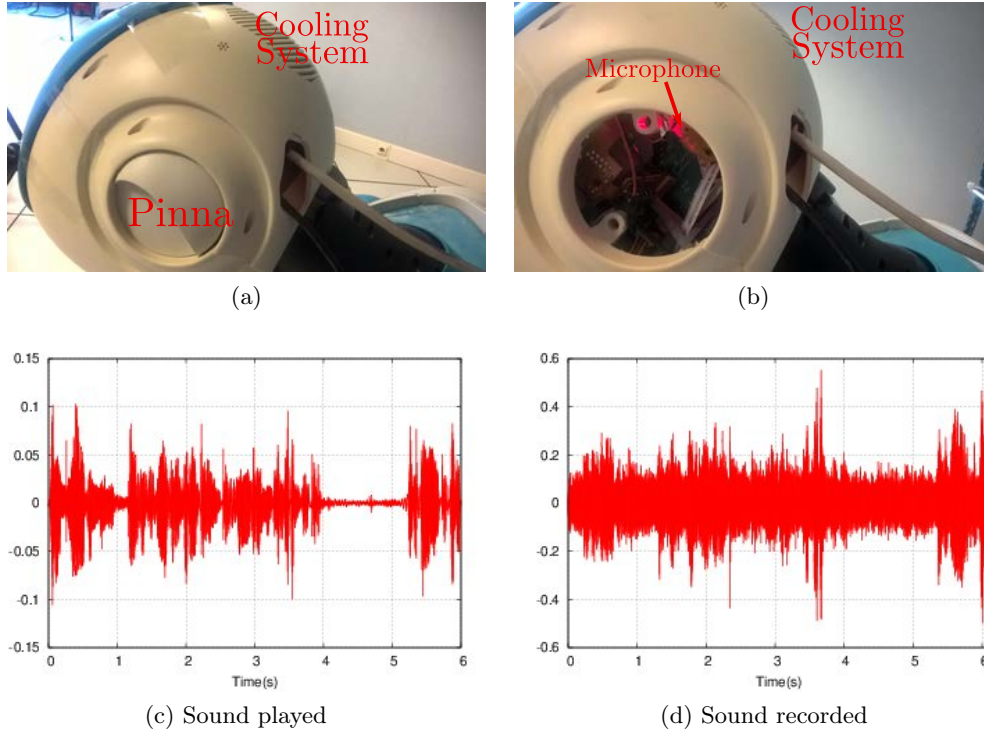 Cooling
System
Pinna
(a)
Cooling
System
Microphone
(b)
0.15
0.1
0.05
0
-0.05
-0.1
-0.15
0 1 2 3 4 5 6
Time(s)
(c) Sound played
0.6
0.4
0.2
0
-0.2
-0.4
-0.6
0 1 2 3 4 5 6
Time(s)
(d) Sound recorded